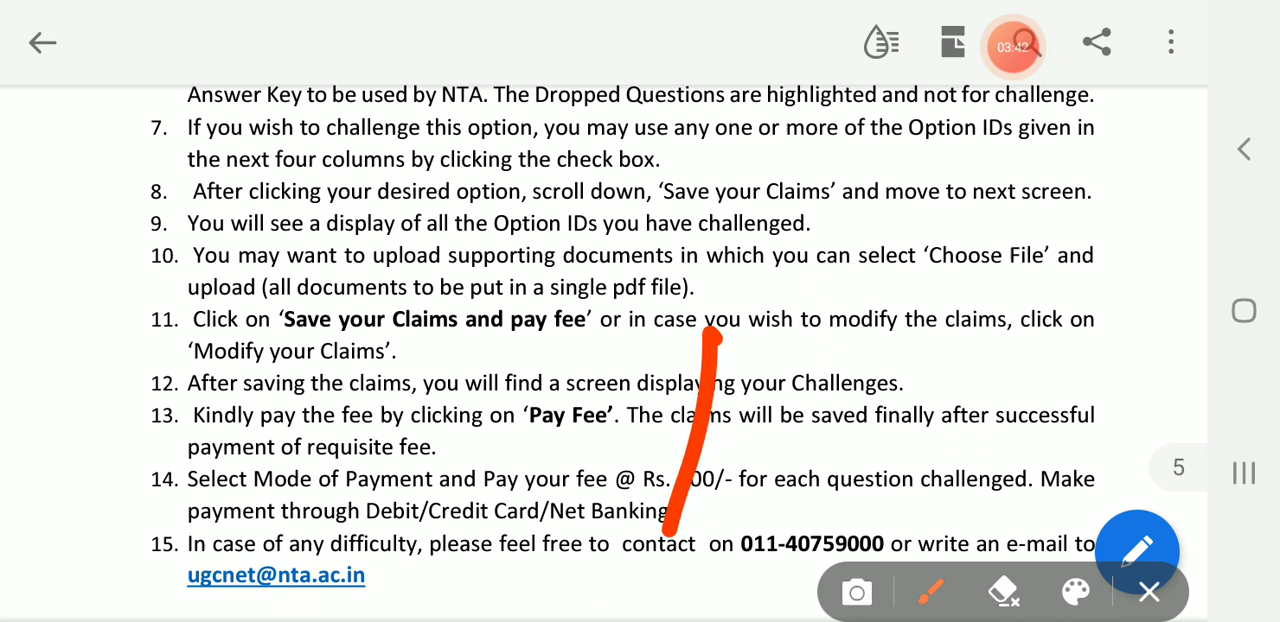 03:42
Answer Key to be used by NTA. The Dropped Questions are highlighted and not for challenge.
7. If you wish to challenge this option, you may use any one or more of the Option IDs given in
the next four columns by clicking the check box.
8. After clicking your desired option, scroll down, ‘Save your Claims’ and move to next screen.
9. You will see a display of all the Option IDs you have challenged.
10. You may want to upload supporting documents in which you can select ‘Choose File’ and
upload (all documents to be put in a single pdf file).
11. Click on ‘Save your Claims and pay fee’ or in case you wish to modify the claims, click on
‘Modify your Claims’.
12. After saving the claims, you will find a screen displaying your Challenges.
13. Kindly pay the fee by clicking on ‘Pay Fee’. The claims will be saved finally after successful
payment of requisite fee.
14. Select Mode of Payment and Pay your fee @ Rs. 00/- for each question challenged. Make
payment through Debit/Credit Card/Net Banking
15. In case of any difficulty, please feel free to contact on 011-40759000 or write an e-mail to
ugcnet@nta.ac.in
5